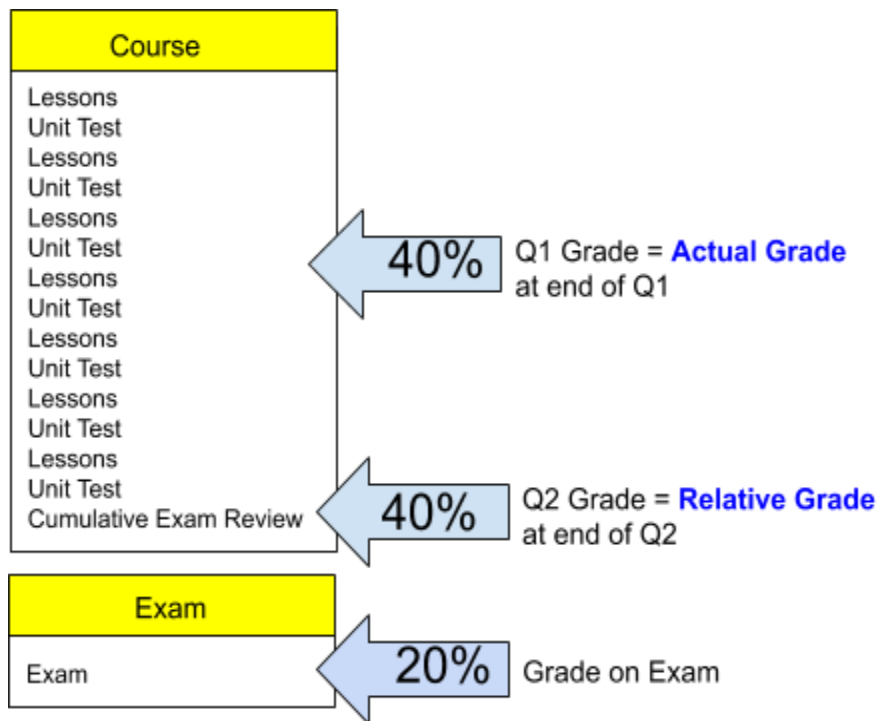 Course
Lessons
Unit Test
Lessons
Unit Test
Lessons
Unit Test
Lessons
Unit Test
Lessons
Unit Test
Lessons
Unit Test
Lessons
Unit Test
Cumulative Exam Review
40%
Q1 Grade = Actual Grade
at end of Q1
40%
Q2 Grade = Relative Grade
at end of Q2
Exam
Exam
20%
Grade on Exam